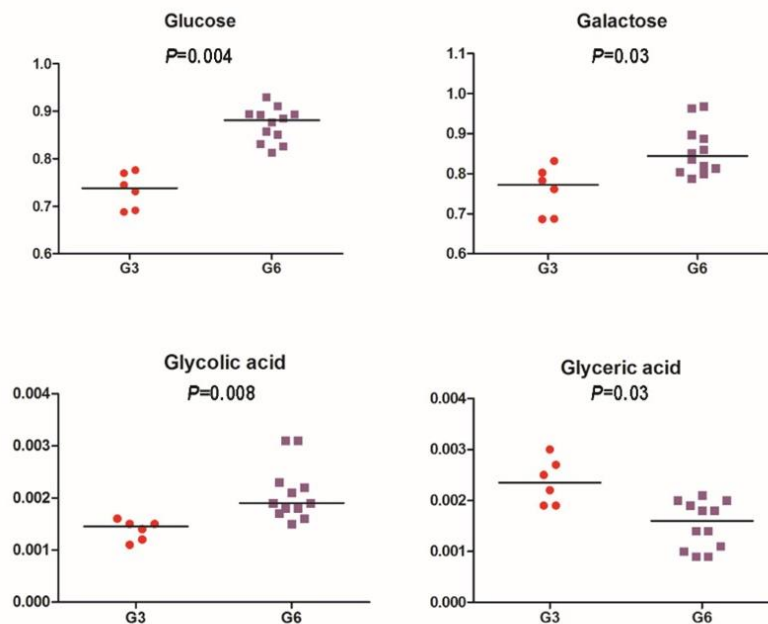 Glucose
P=0.004
1.0
0.9
0.8
0.7
0.6
G3
G6
Galactose
P=0.03
1.1
1.0
0.9
0.8
0.7
0.6
G3
G6
Glycolic acid
P=0.008
0.004
0.003
0.002
0.001
0.000
G3
G6
Glyceric acid
P=0.03
0.004
0.003
0.002
0.001
0.000
G3
G6